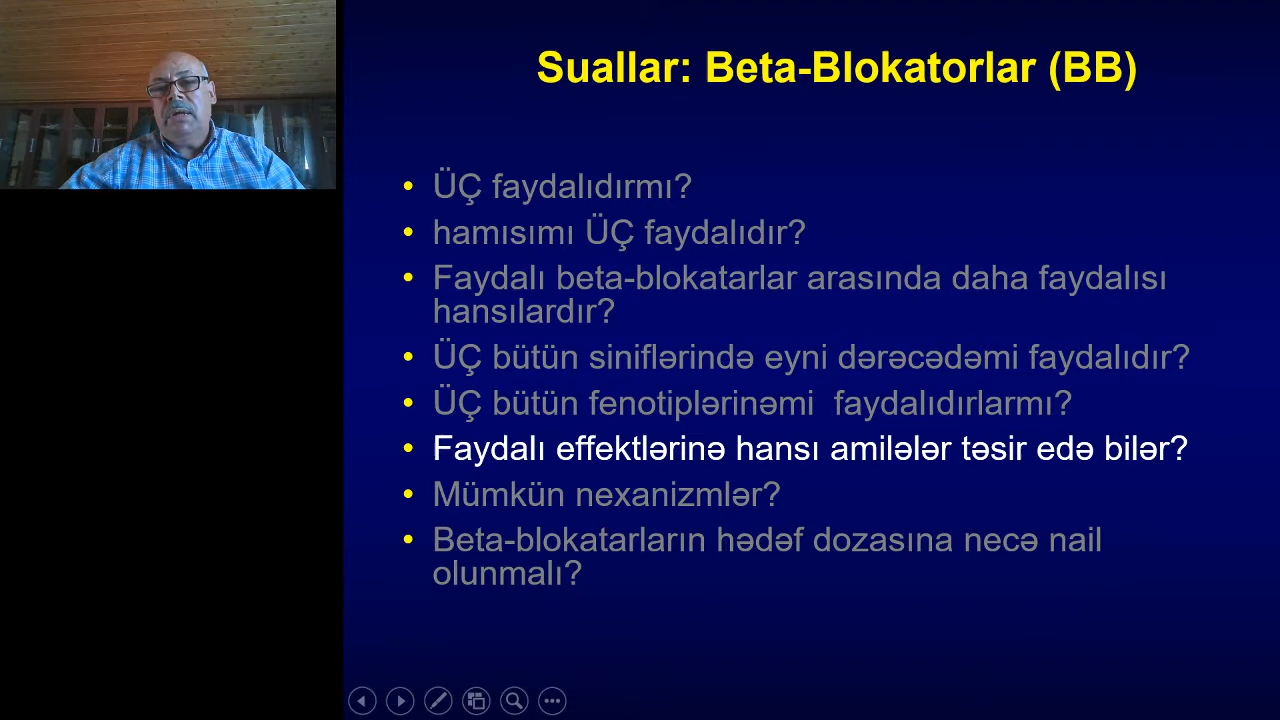 Suallar: Beta-Blokatorlar (BB)
• ÜÇ faydalıdırmı?
• hamısımı ÜÇ faydalıdır?
• Faydalı beta-blokatarlar arasında daha faydalısı
hansılardır?
• ÜÇ bütün siniflərində eyni dərəcədəmi faydalıdır?
• ÜÇ bütün fenotiplərinəmi  faydalıdırlarmı?
• Faydalı effektlərinə hansı amilələr təsir edə bilər?
• Mümkün nexanizmlər?
• Beta-blokatarların hədəf dozasına necə nail
olunmalı?